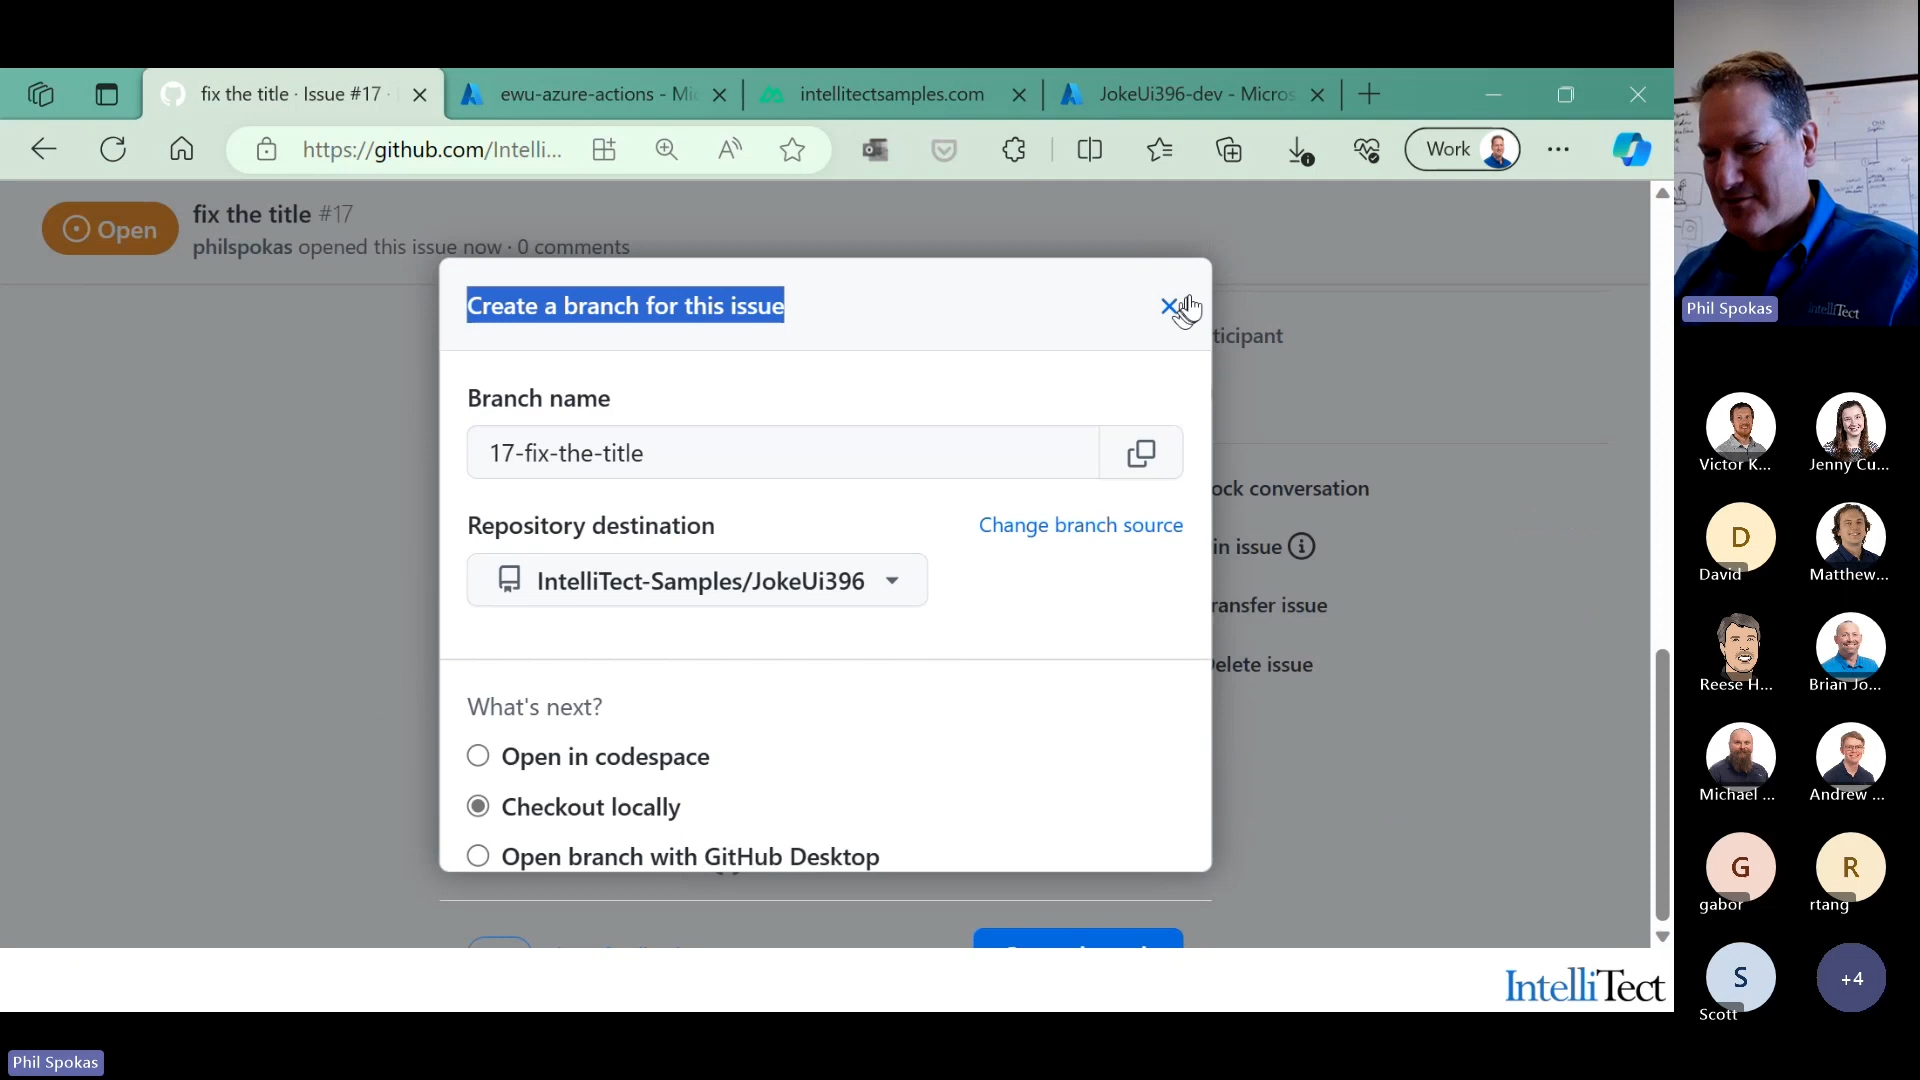 fix the title · Issue #17 ·
ewu-azure-actions - Mi
intellitectsamples.com
JokeUi396-dev - Micros
https://github.com/Intelli...
Work
Open
fix the title #17
philspokas opened this issue now · 0 comments
Create a branch for this issue
ticipant
Branch name
17-fix-the-title
ock conversation
Repository destination
Change branch source
in issue
IntelliTect-Samples/JokeUi396
ransfer issue
elete issue
What's next?
Open in codespace
Checkout locally
Open branch with GitHub Desktop
IntelliTect
Phil Spokas
Phil Spokas
IntelliTect
Victor K...
Jenny Cu...
D
David
Matthew...
Reese H...
Brian Jo...
Michael ...
Andrew ...
G
gabor
R
rtang
S
Scott
+4